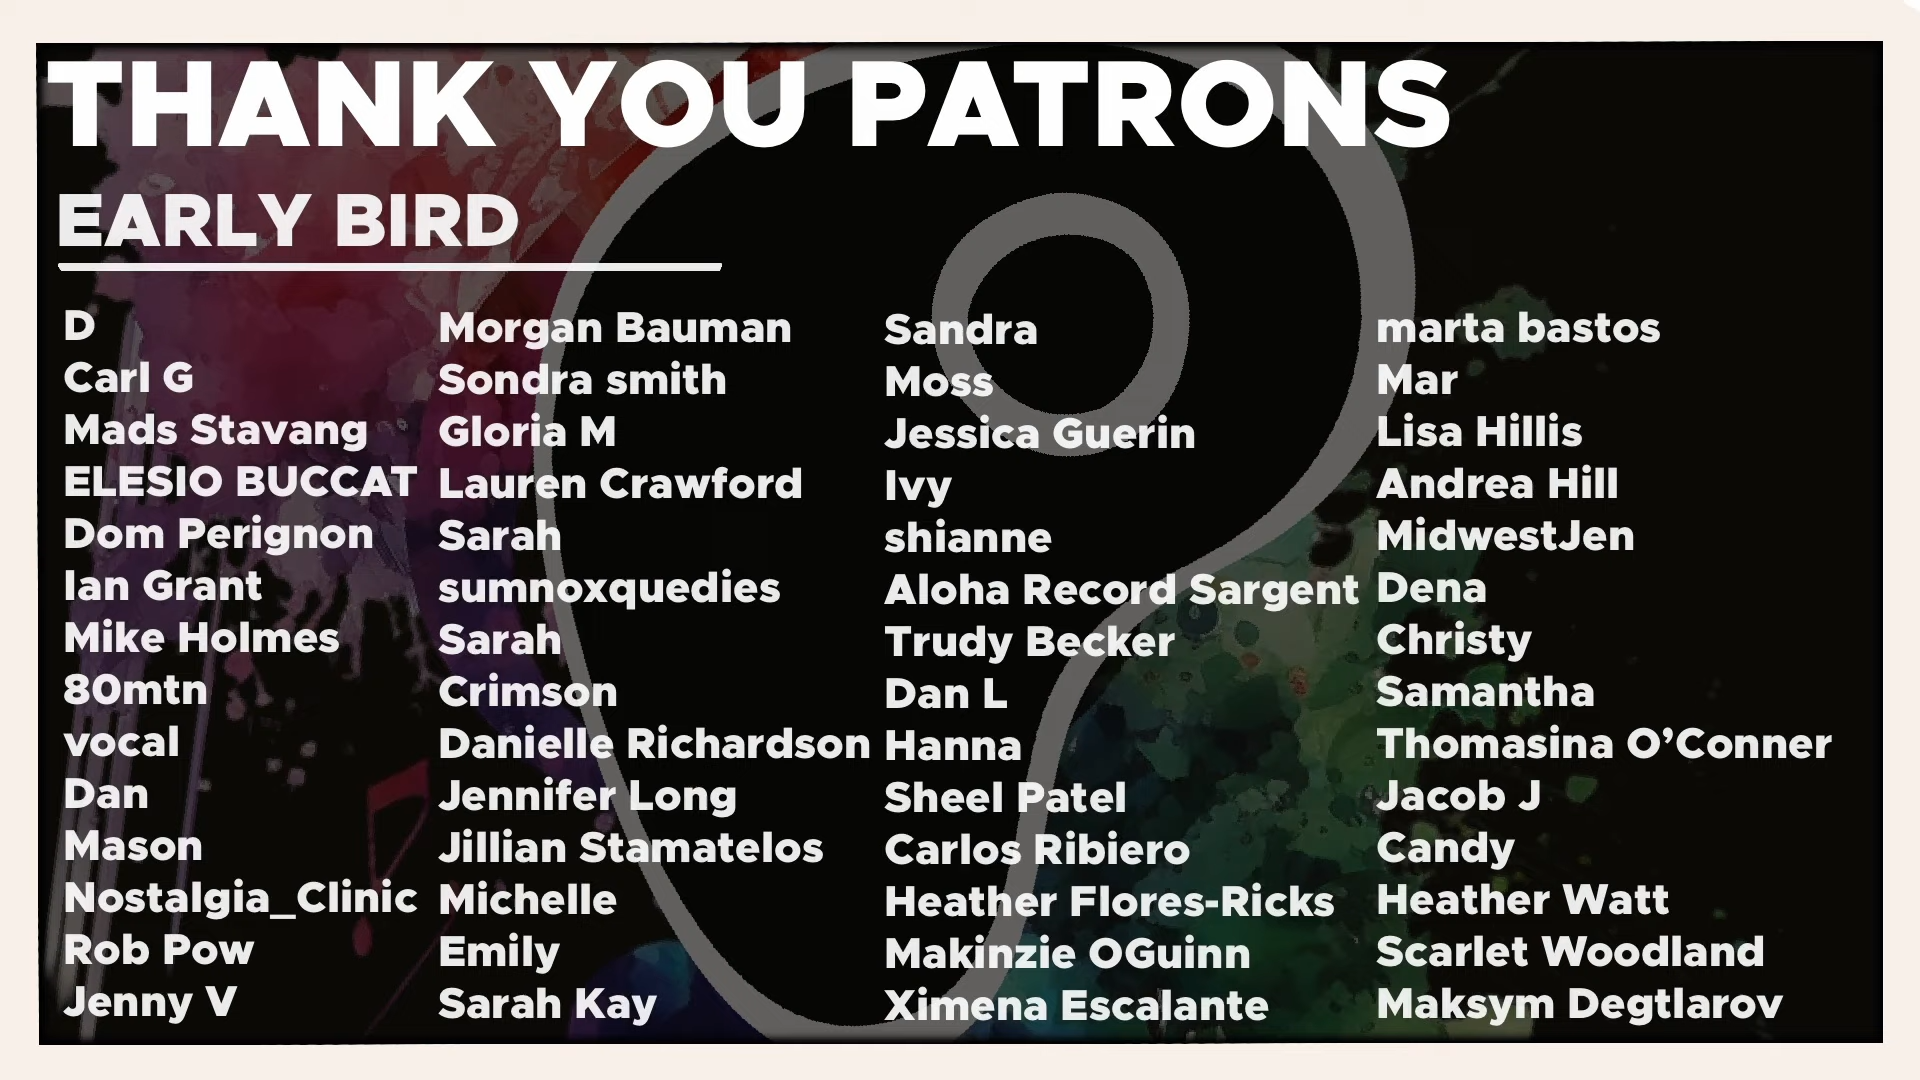 THANK YOU PATRONS
EARLY BIRD
D
Carl G
Mads Stavang
ELESIO BUCCAT
Dom Perignon
Ian Grant
Mike Holmes
80mtn
vocal
Dan
Mason
Nostalgia_Clinic
Rob Pow
Jenny V
Morgan Bauman
Sondra smith
Gloria M
Lauren Crawford
Sarah
sumnoxquedies
Sarah
Crimson
Danielle Richardson
Jennifer Long
Jillian Stamatelos
Michelle
Emily
Sarah Kay
Sandra
Moss
Jessica Guerin
Ivy
shianne
Aloha Record Sargent
Trudy Becker
Dan L
Hanna
Sheel Patel
Carlos Ribiero
Heather Flores-Ricks
Makinzie OGuinn
Ximena Escalante
marta bastos
Mar
Lisa Hillis
Andrea Hill
MidwestJen
Dena
Christy
Samantha
Thomasina O’Conner
Jacob J
Candy
Heather Watt
Scarlet Woodland
Maksym DegtIarov